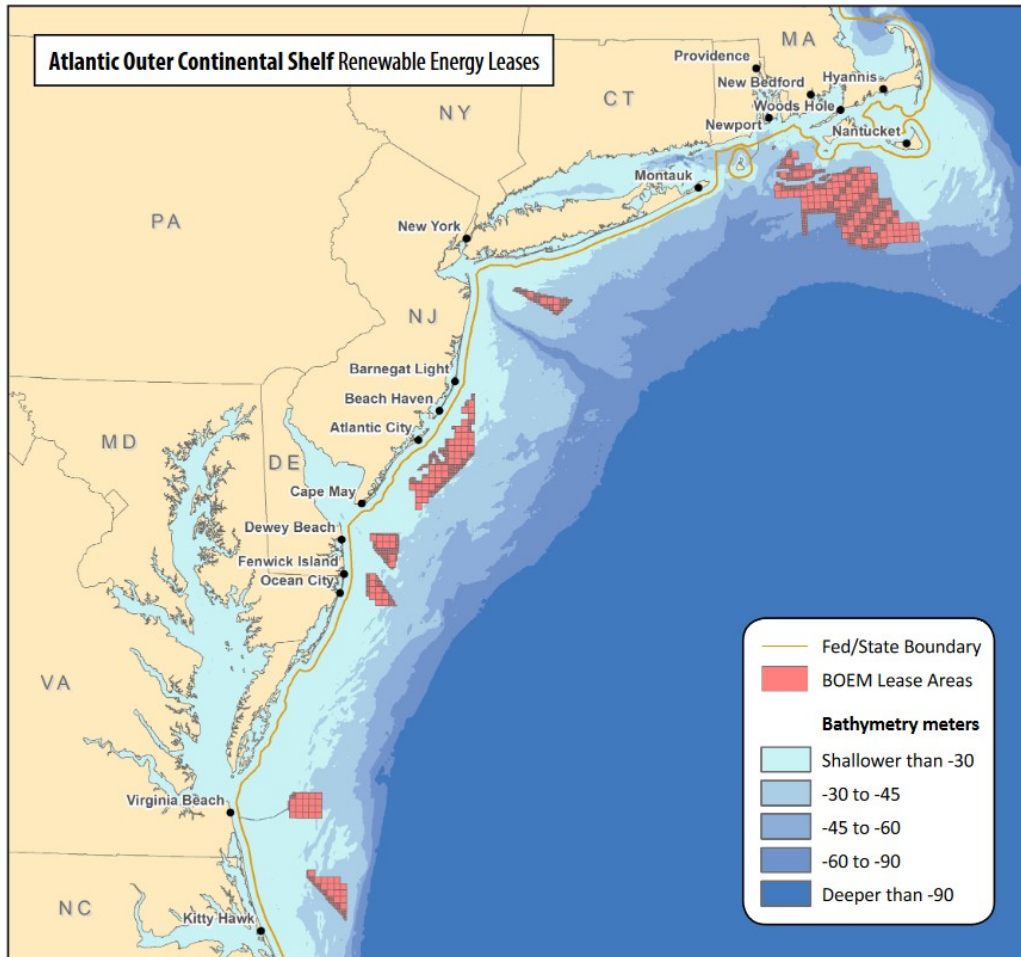 Atlantic Outer Continental Shelf Renewable Energy Leases
MA
Providence
New Bedford
Hyannis
CT
Woods Hole
NY
Newport
Nantucket
Montauk
PA
New York
NJ
Barnegat Light
Beach Haven
Atlantic City
MD
DE
Cape May
Dewey Beach
Fenwick Island
Ocean City
VA
Virginia Beach
NC
Kitty Hawk
Fed/State Boundary
BOEM Lease Areas
Bathymetry meters
Shallower than -30
-30 to -45
-45 to -60
-60 to -90
Deeper than -90